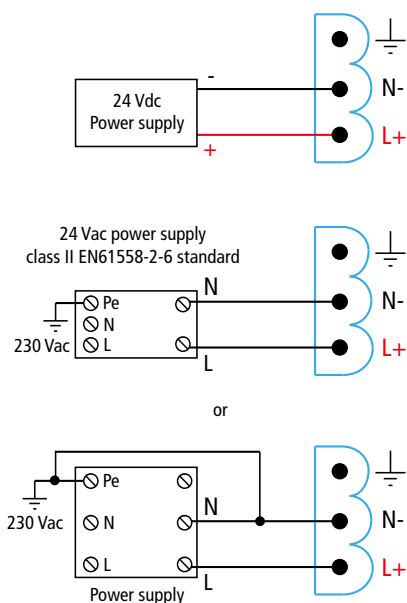 -
N-
24 Vdc
Power supply
L+
+
24 Vac power supply
class II EN61558-2-6 standard
N
Pe
N-
N
230 Vac
L
L+
L
or
Pe
N
230 Vac
N
N-
L
L+
L
Power supply